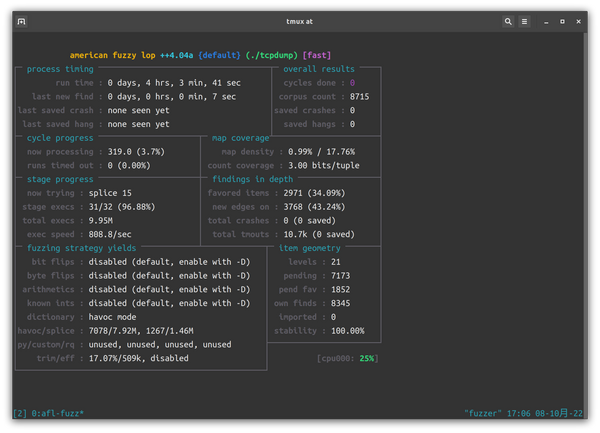 tmux at
american fuzzy lop ++4.04a {default} (./tcpdump) [fast]
process timing
overall results
run time : 0 days, 4 hrs, 3 min, 41 sec
cycles done : 0
last new find : 0 days, 0 hrs, 0 min, 7 sec
corpus count : 8715
last saved crash : none seen yet
saved crashes : 0
last saved hang : none seen yet
saved hangs : 0
cycle progress
map coverage
now processing : 319.0 (3.7%)
map density : 0.99% / 17.76%
runs timed out : 0 (0.00%)
count coverage : 3.00 bits/tuple
stage progress
findings in depth
now trying : splice 15
favored items : 2971 (34.09%)
stage execs : 31/32 (96.88%)
new edges on : 3768 (43.24%)
total execs : 9.95M
total crashes : 0 (0 saved)
exec speed : 808.8/sec
total tmouts : 10.7k (0 saved)
fuzzing strategy yields
item geometry
bit flips : disabled (default, enable with -D)
levels : 21
byte flips : disabled (default, enable with -D)
pending : 7173
arithmetics : disabled (default, enable with -D)
pend fav : 1852
known ints : disabled (default, enable with -D)
own finds : 8345
dictionary : havoc mode
imported : 0
havoc/splice : 7078/7.92M, 1267/1.46M
stability : 100.00%
py/custom/rq : unused, unused, unused, unused
trim/eff : 17.07%/509k, disabled
[cpu000: 25%]
[2] 0:afl-fuzz*
"fuzzer" 17:06 08-10月-22